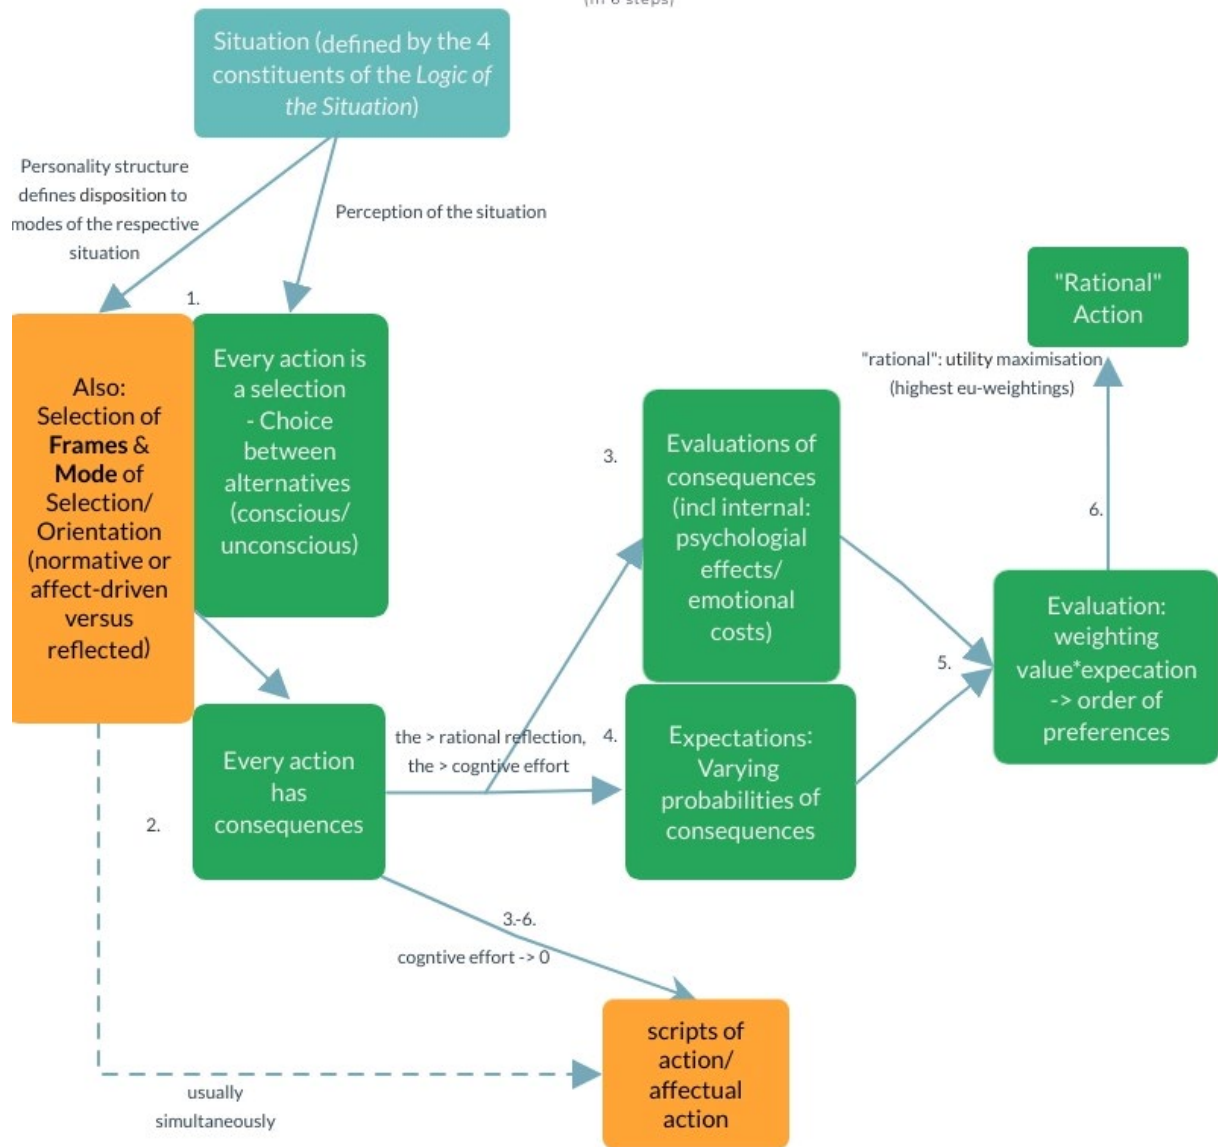 (in 6 steps)
Situation (defined by the 4
constituents of the Logic of
the Situation)
Personality structure
defines disposition to
modes of the respective
situation
Perception of the situation
1.
Also:
Selection of
Frames &
Mode of
Selection/
Orientation
(normative or
affect-driven
versus
reflected)
Every action is
a selection
- Choice
between
alternatives
(conscious/
unconscious)
2.
Every action
has
consequences
the > rational reflection,
the > cogntive effort
3.
Evaluations of
consequences
(incl internal:
psychologial
effects/
emotional
costs)
4.
Expectations:
Varying
probabilities of
consequences
5.
Evaluation:
weighting
value*expecation
-> order of
preferences
6.
"rational": utility maximisation
(highest eu-weightings)
"Rational"
Action
3.-6.
cogntive effort -> 0
scripts of
action/
affectual
action
usually
simultaneously